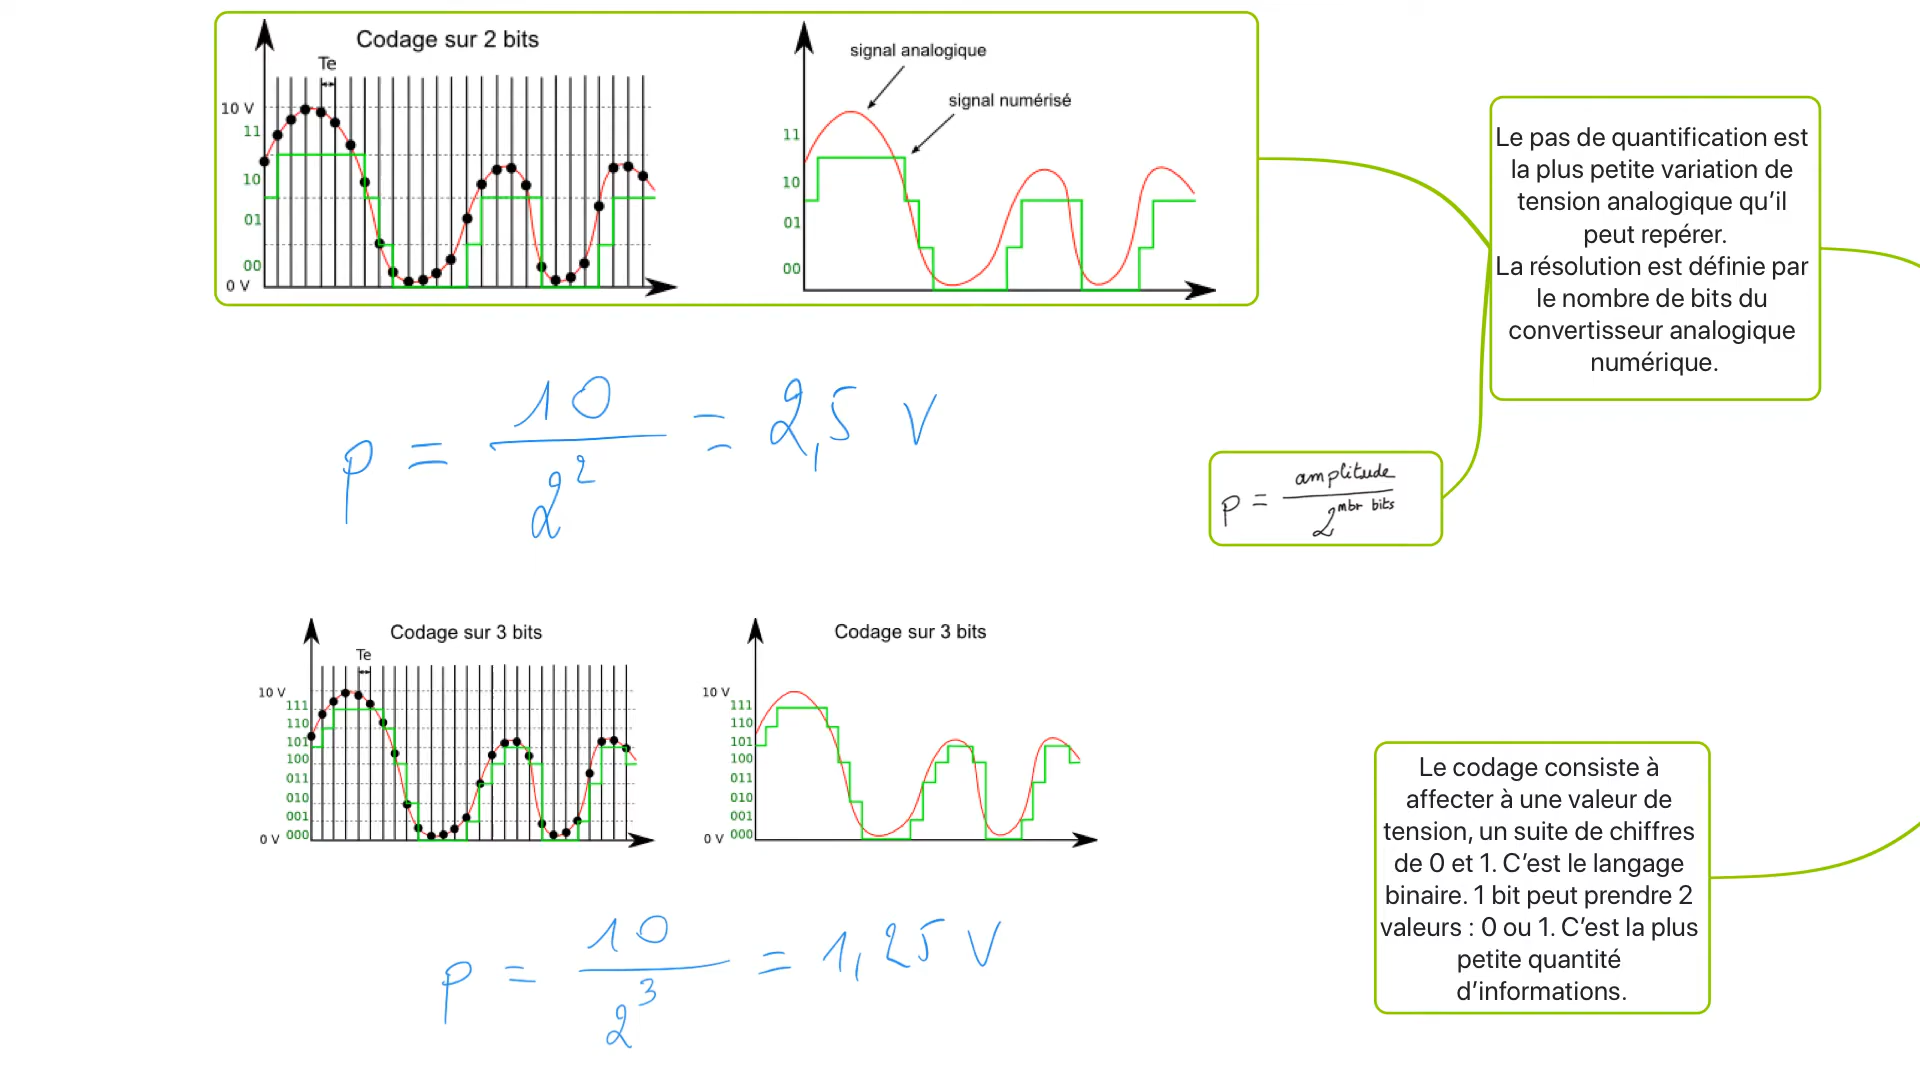 Codage sur 2 bits
Te
10 V
11
10
01
00
0 V
signal analogique
signal numérisé
11
10
01
00
Le pas de quantification est
la plus petite variation de
tension analogique qu’il
peut repérer.
La résolution est définie par
le nombre de bits du
convertisseur analogique
numérique.
p = 10 / 2² = 2,5 V
p = amplitude / 2^nbr bits
Codage sur 3 bits
Te
10 V
111
110
101
100
011
010
001
000
0 V
Codage sur 3 bits
10 V
111
110
101
100
011
010
001
000
0 V
Le codage consiste à
affecter à une valeur de
tension, un suite de chiffres
de 0 et 1. C’est le langage
binaire. 1 bit peut prendre 2
valeurs : 0 ou 1. C’est la plus
petite quantité
d’informations.
p = 10 / 2³ = 1,25 V